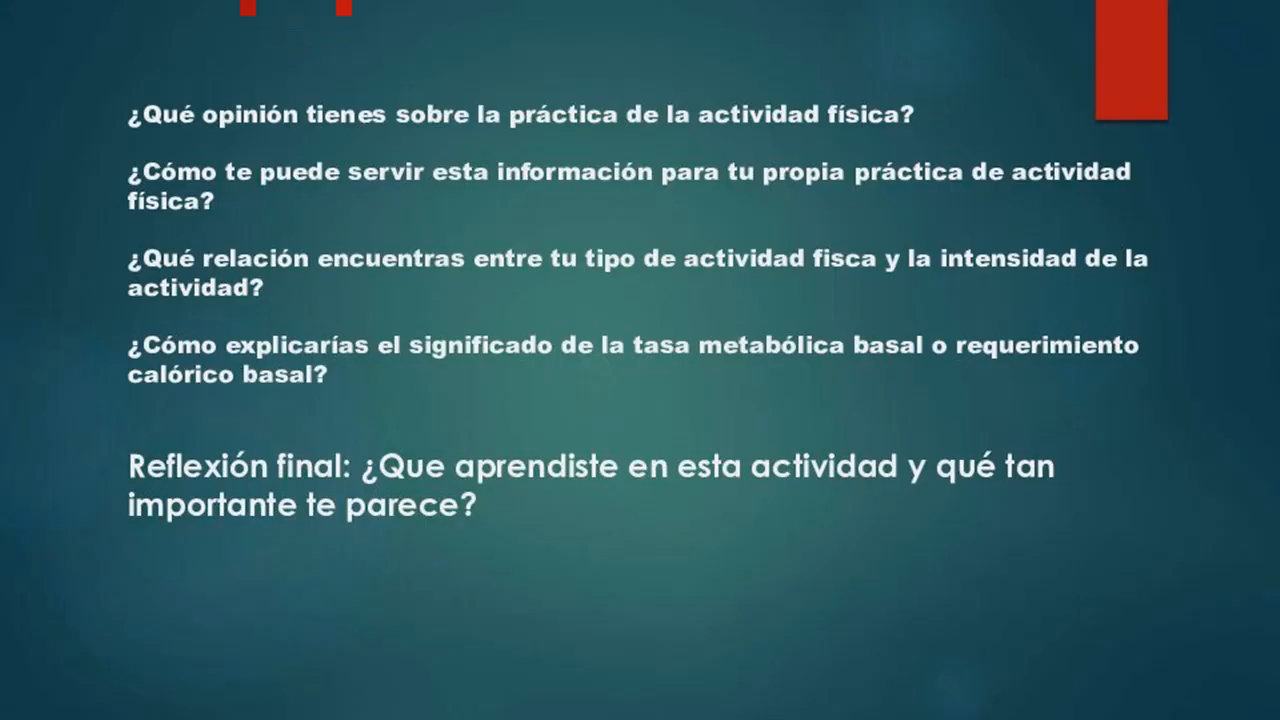 ¿Qué opinión tienes sobre la práctica de la actividad física?
¿Cómo te puede servir esta información para tu propia práctica de actividad
física?
¿Qué relación encuentras entre tu tipo de actividad fisca y la intensidad de la
actividad?
¿Cómo explicarías el significado de la tasa metabólica basal o requerimiento
calórico basal?
Reflexión final: ¿Que aprendiste en esta actividad y qué tan
importante te parece?